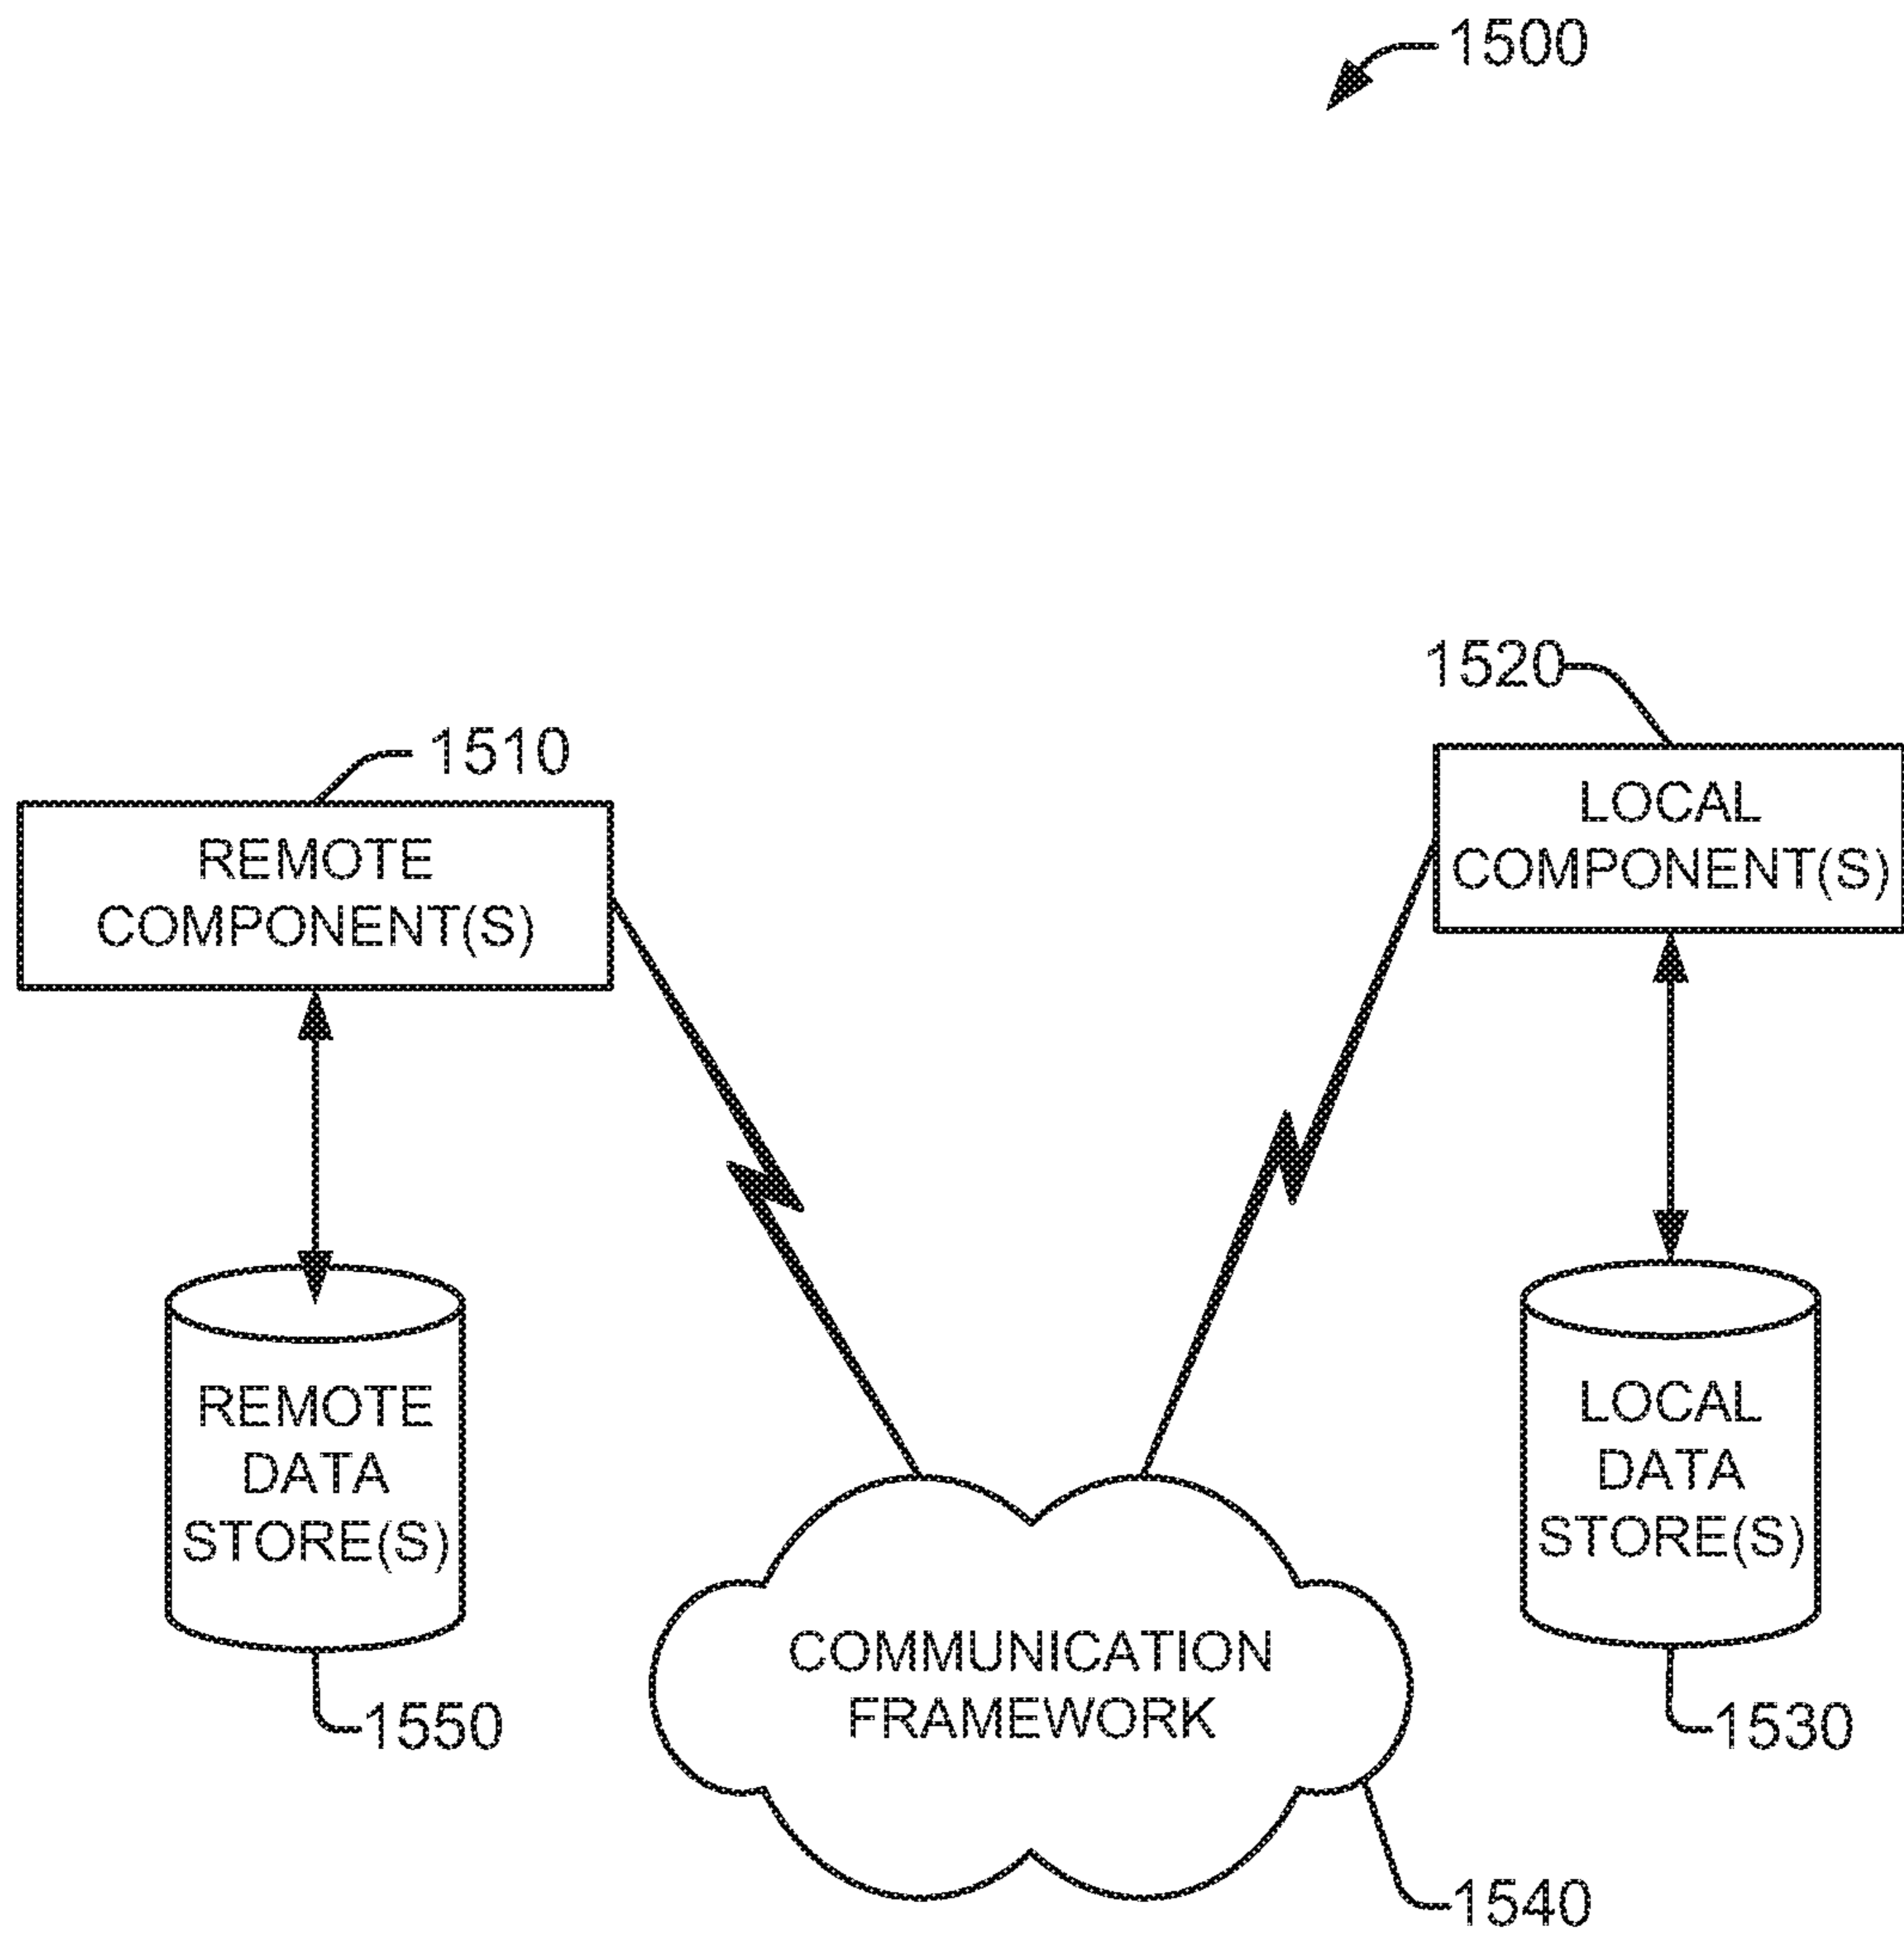 1500
1520
1510
LOCAL
COMPONENT(S)
REMOTE
COMPONENT(S)
REMOTE
DATA
STORE(S)
LOCAL
DATA
STORE(S)
COMMUNICATION
FRAMEWORK
1550
1530
1540